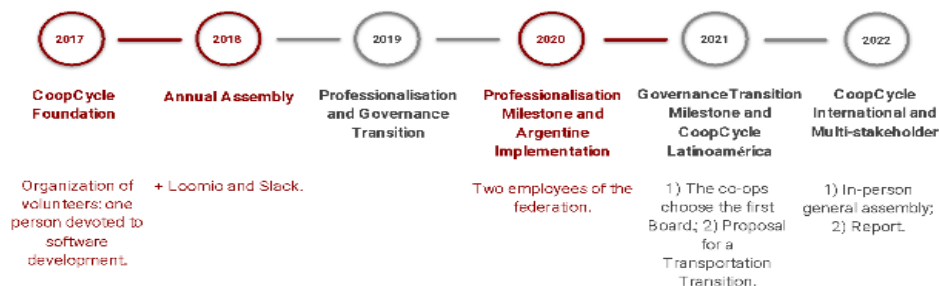 2017
2018
2019
2020
2021
2022
CoopCycle
Foundation
Annual Assembly
Professionalisation
and Governance
Transition
Professionalisation
Milestone and
Argentine
Implementation
GovernanceTransition
Milestone and
CoopCycle
Latinoamérica
CoopCycle
International and
Multi-stakeholder
Organization of
volunteers: one
person devoted to
software
development.
+ Loomio and Slack.
Two employees of the
federation.
1) The co-ops
choose the first
Board.; 2) Proposal
for a
Transportation
Transition.
1) In-person
general assembly;
2) Report.